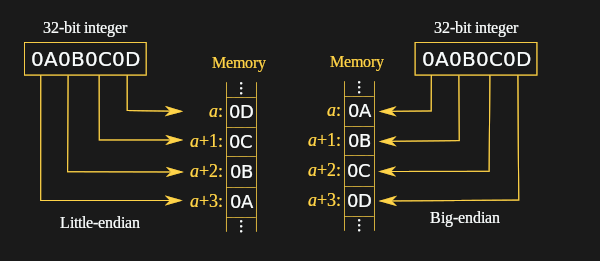 32-bit integer
0A0B0C0D
Memory
a: 0D
a+1: 0C
a+2: 0B
a+3: 0A
Little-endian
32-bit integer
0A0B0C0D
Memory
a: 0A
a+1: 0B
a+2: 0C
a+3: 0D
Big-endian